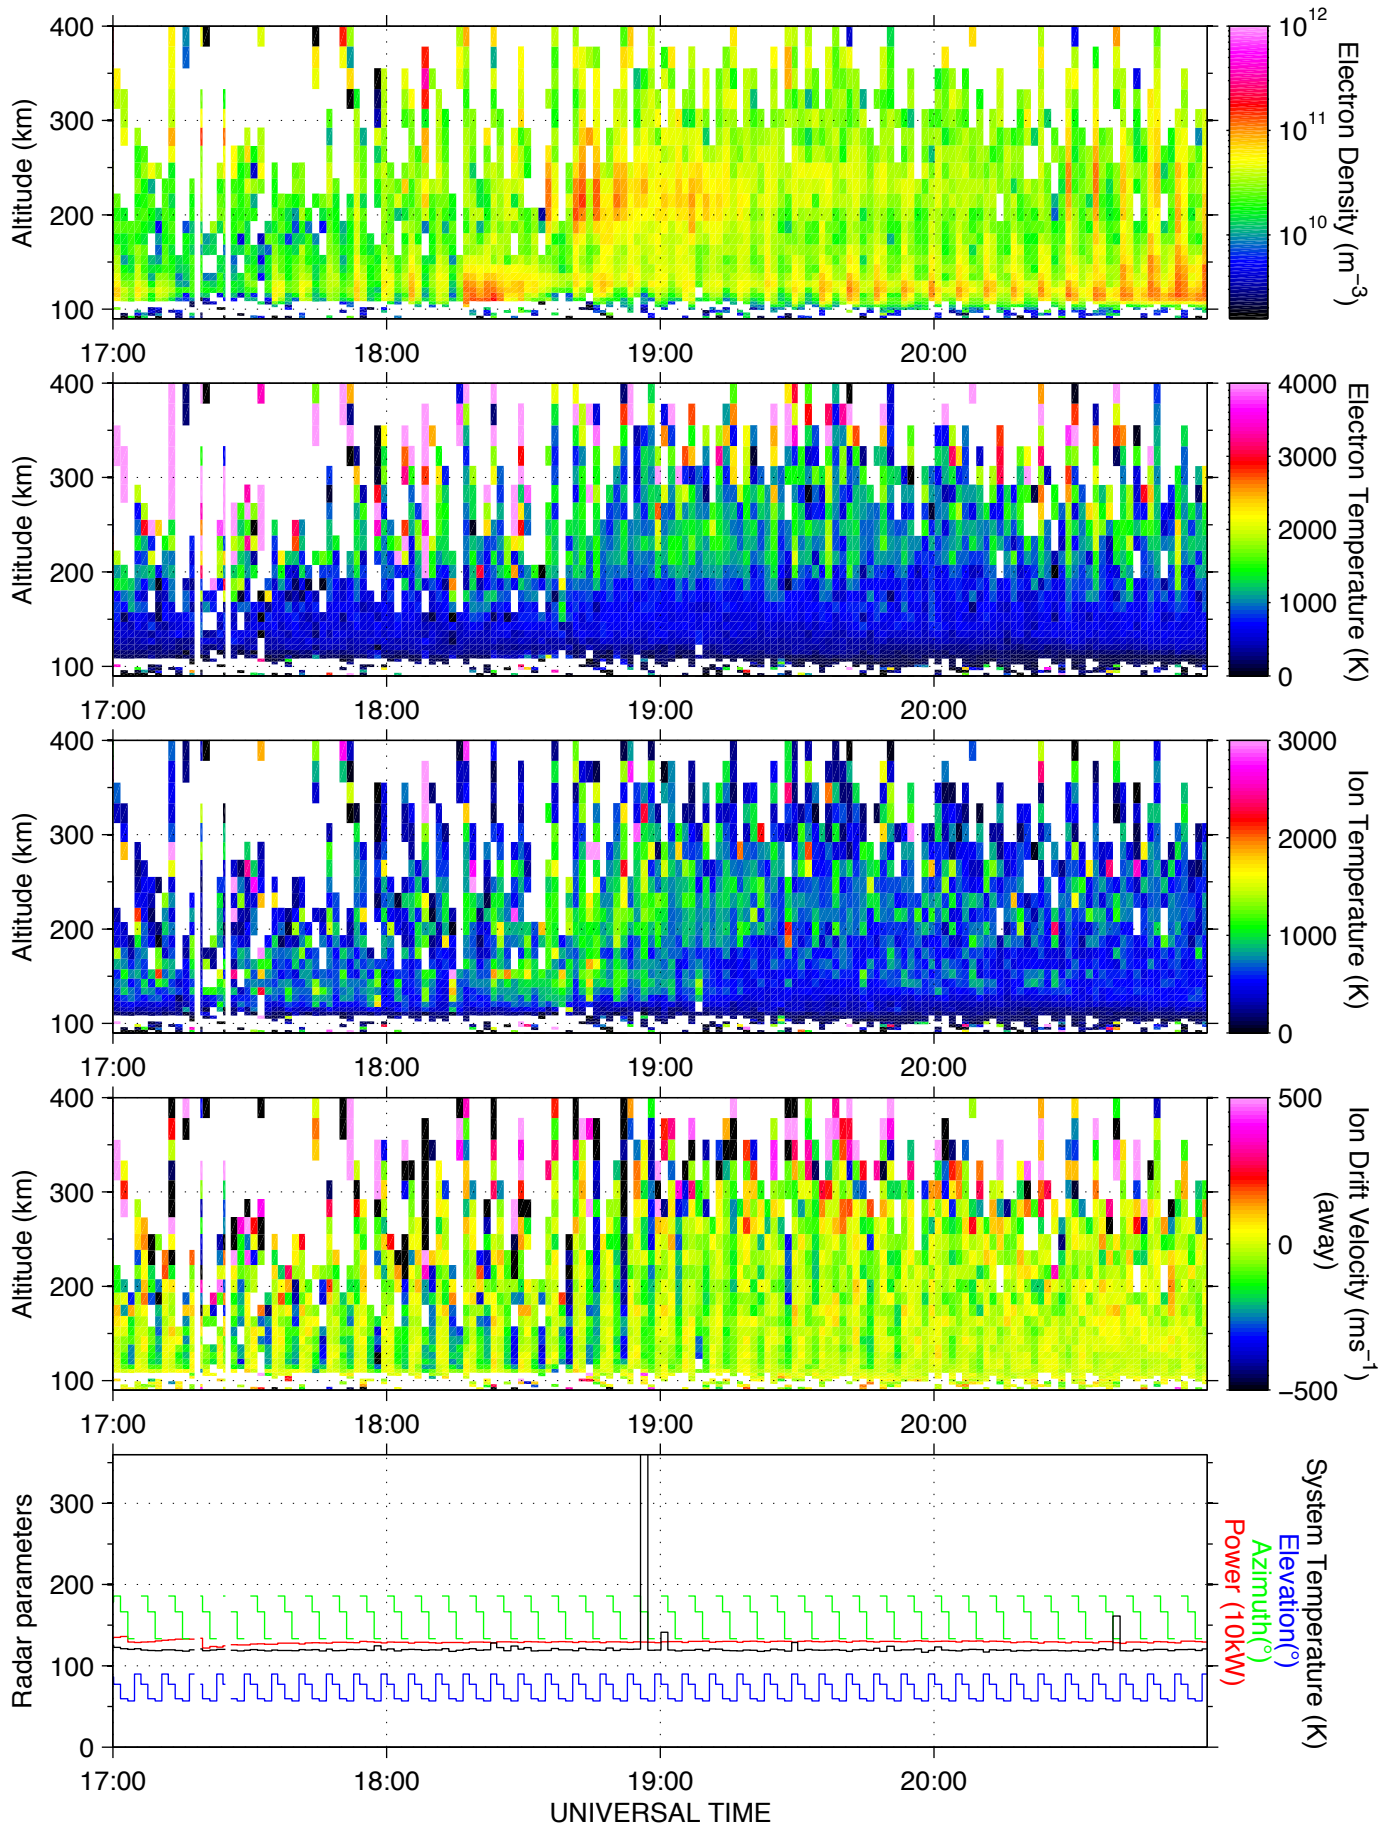 400
300
200
100
Altitude (km)
17:00 18:00 19:00 20:00
10^12
10^11
10^10
Electron Density (m^−3)
400
300
200
100
Altitude (km)
17:00 18:00 19:00 20:00
4000
3000
2000
1000
0
Electron Temperature (K)
400
300
200
100
Altitude (km)
17:00 18:00 19:00 20:00
3000
2000
1000
0
Ion Temperature (K)
400
300
200
100
Altitude (km)
17:00 18:00 19:00 20:00
500
0
−500
Ion Drift Velocity (ms^−1)
(away)
300
200
100
0
Radar parameters
17:00 18:00 19:00 20:00
UNIVERSAL TIME
System Temperature (K)
Elevation(°)
Azimuth(°)
Power (10kW)